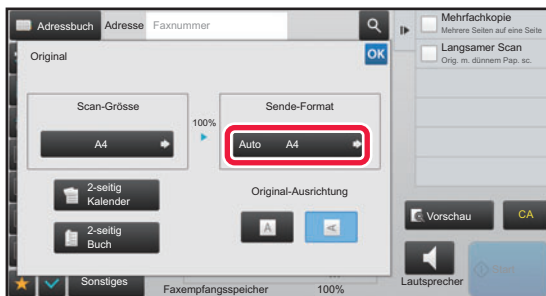 Adressbuch
Adresse
Faxnummer
Mehrfachkopie
Mehrere Seiten auf eine Seite
Langsamer Scan
Orig. m. dünnem Pap. sc.
Original
OK
Scan-Grösse
100%
Sende-Format
A4
Auto A4
2-seitig
Kalender
Original-Ausrichtung
2-seitig
Buch
A
A
Vorschau
CA
Start
Sonstiges
Lautsprecher
Faxempfangsspeicher
100%